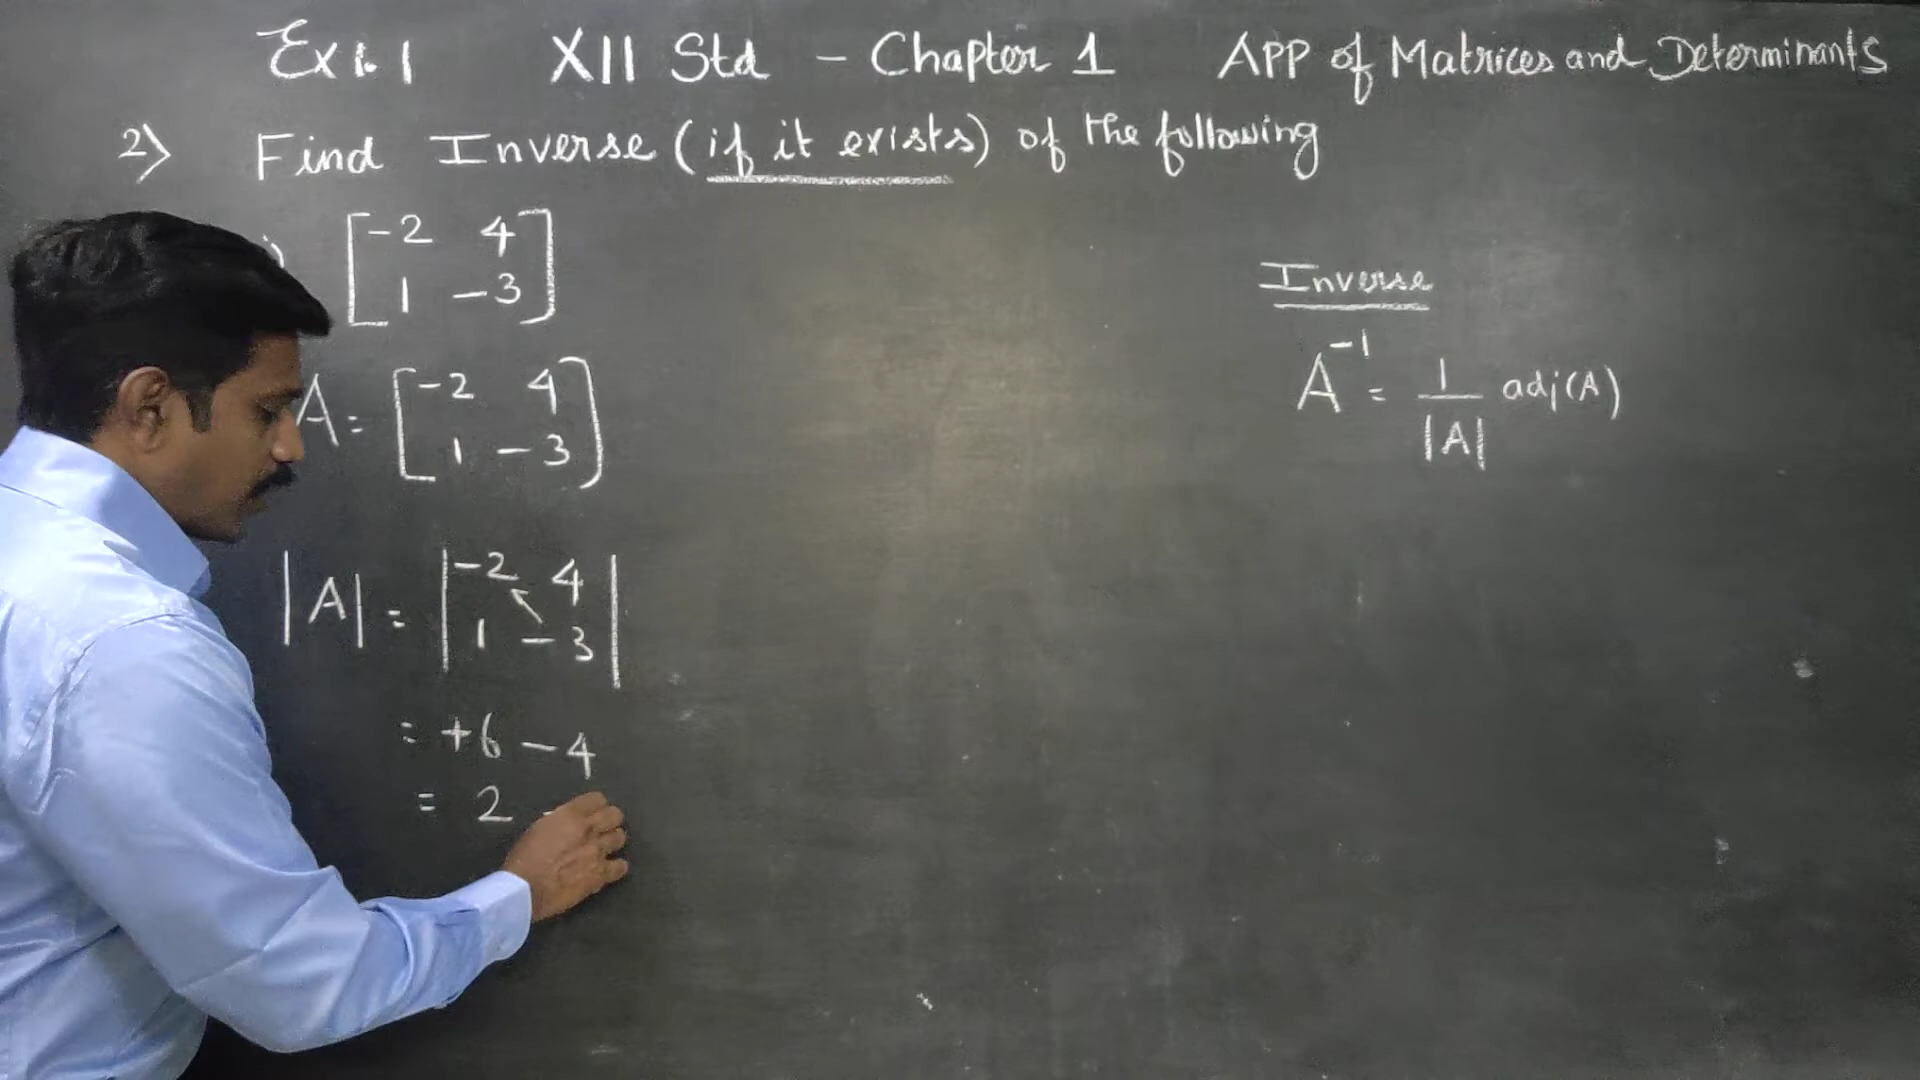 Ex 1.1 XII Std - Chapter 1 APP of Matrices and Determinants
2) Find Inverse (if it exists) of the following
[-2 4
1 -3]
A = [-2 4
1 -3]
|A| = |-2 4
1 -3|
= +6 - 4
= 2
Inverse
A⁻¹ = 1/|A| adj(A)